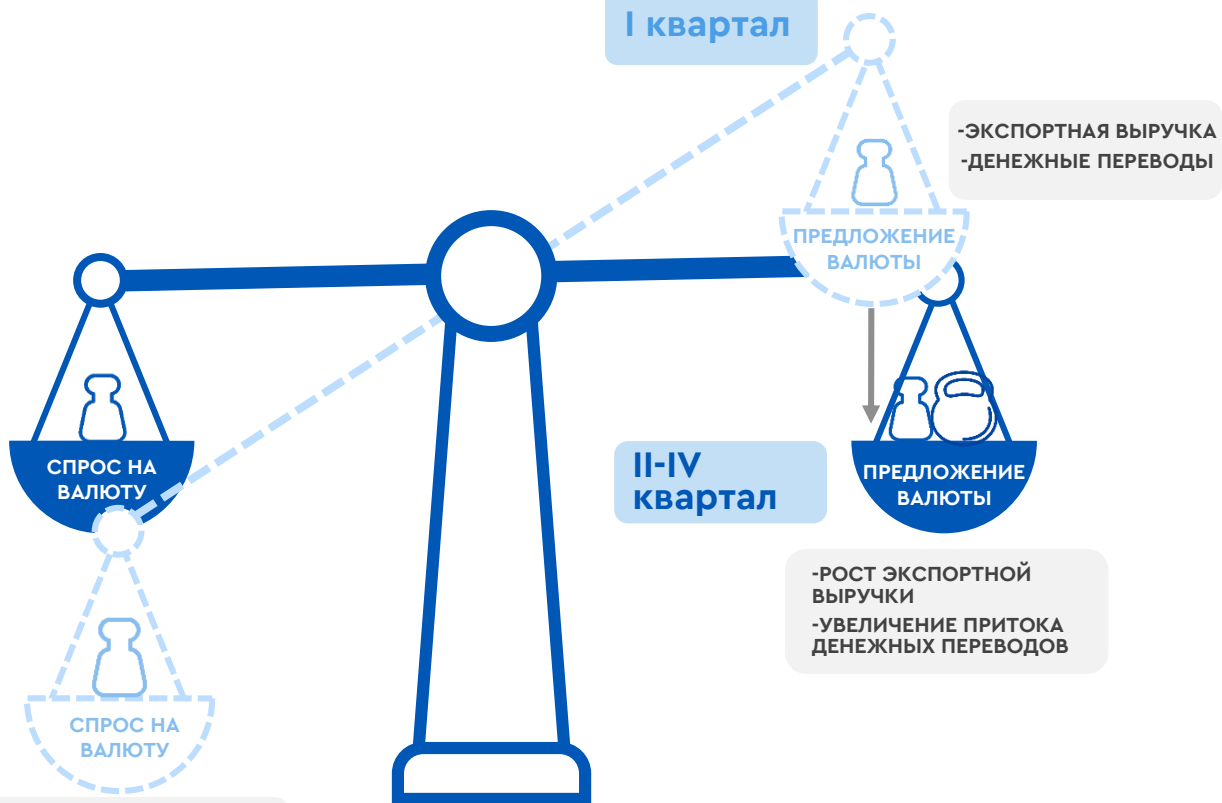 I квартал
-ЭКСПОРТНАЯ ВЫРУЧКА
-ДЕНЕЖНЫЕ ПЕРЕВОДЫ
ПРЕДЛОЖЕНИЕ
ВАЛЮТЫ
СПРОС НА
ВАЛЮТУ
II-IV
квартал
ПРЕДЛОЖЕНИЕ
ВАЛЮТЫ
-РОСТ ЭКСПОРТНОЙ
ВЫРУЧКИ
-УВЕЛИЧЕНИЕ ПРИТОКА
ДЕНЕЖНЫХ ПЕРЕВОДОВ
СПРОС НА
ВАЛЮТУ